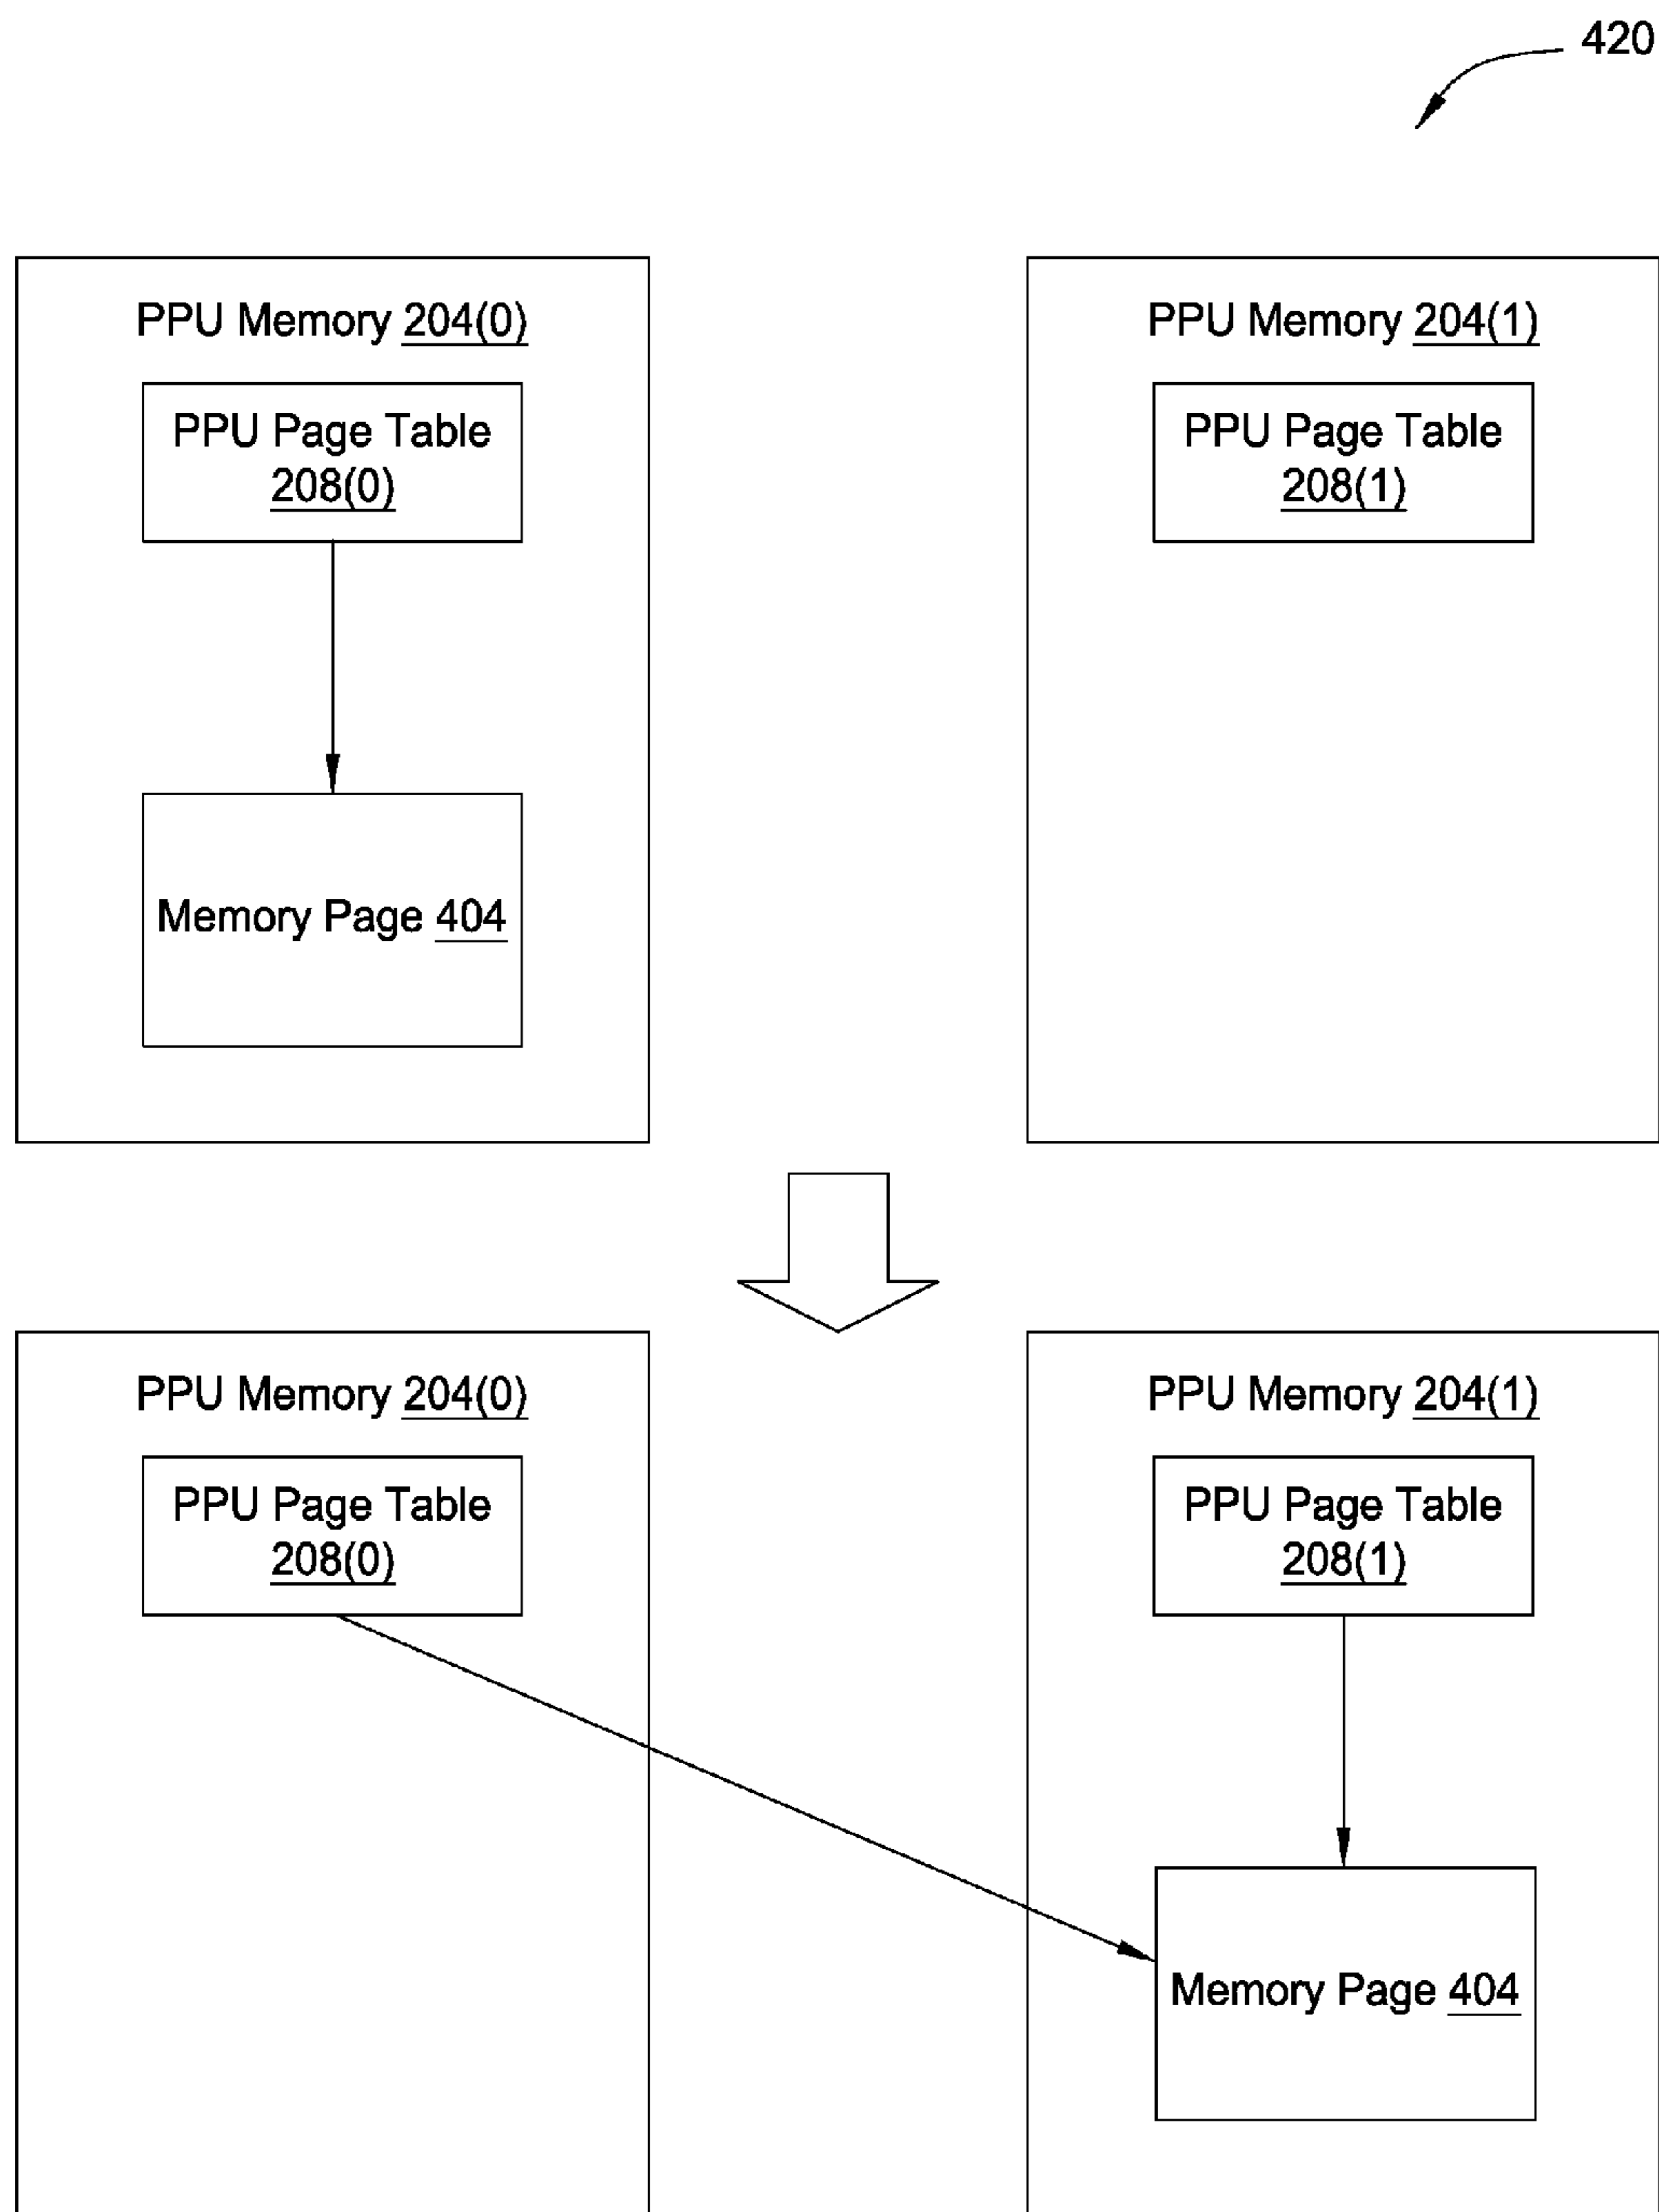 420
PPU Memory 204(0)
PPU Page Table
208(0)
Memory Page 404
PPU Memory 204(1)
PPU Page Table
208(1)
PPU Memory 204(0)
PPU Page Table
208(0)
PPU Memory 204(1)
PPU Page Table
208(1)
Memory Page 404